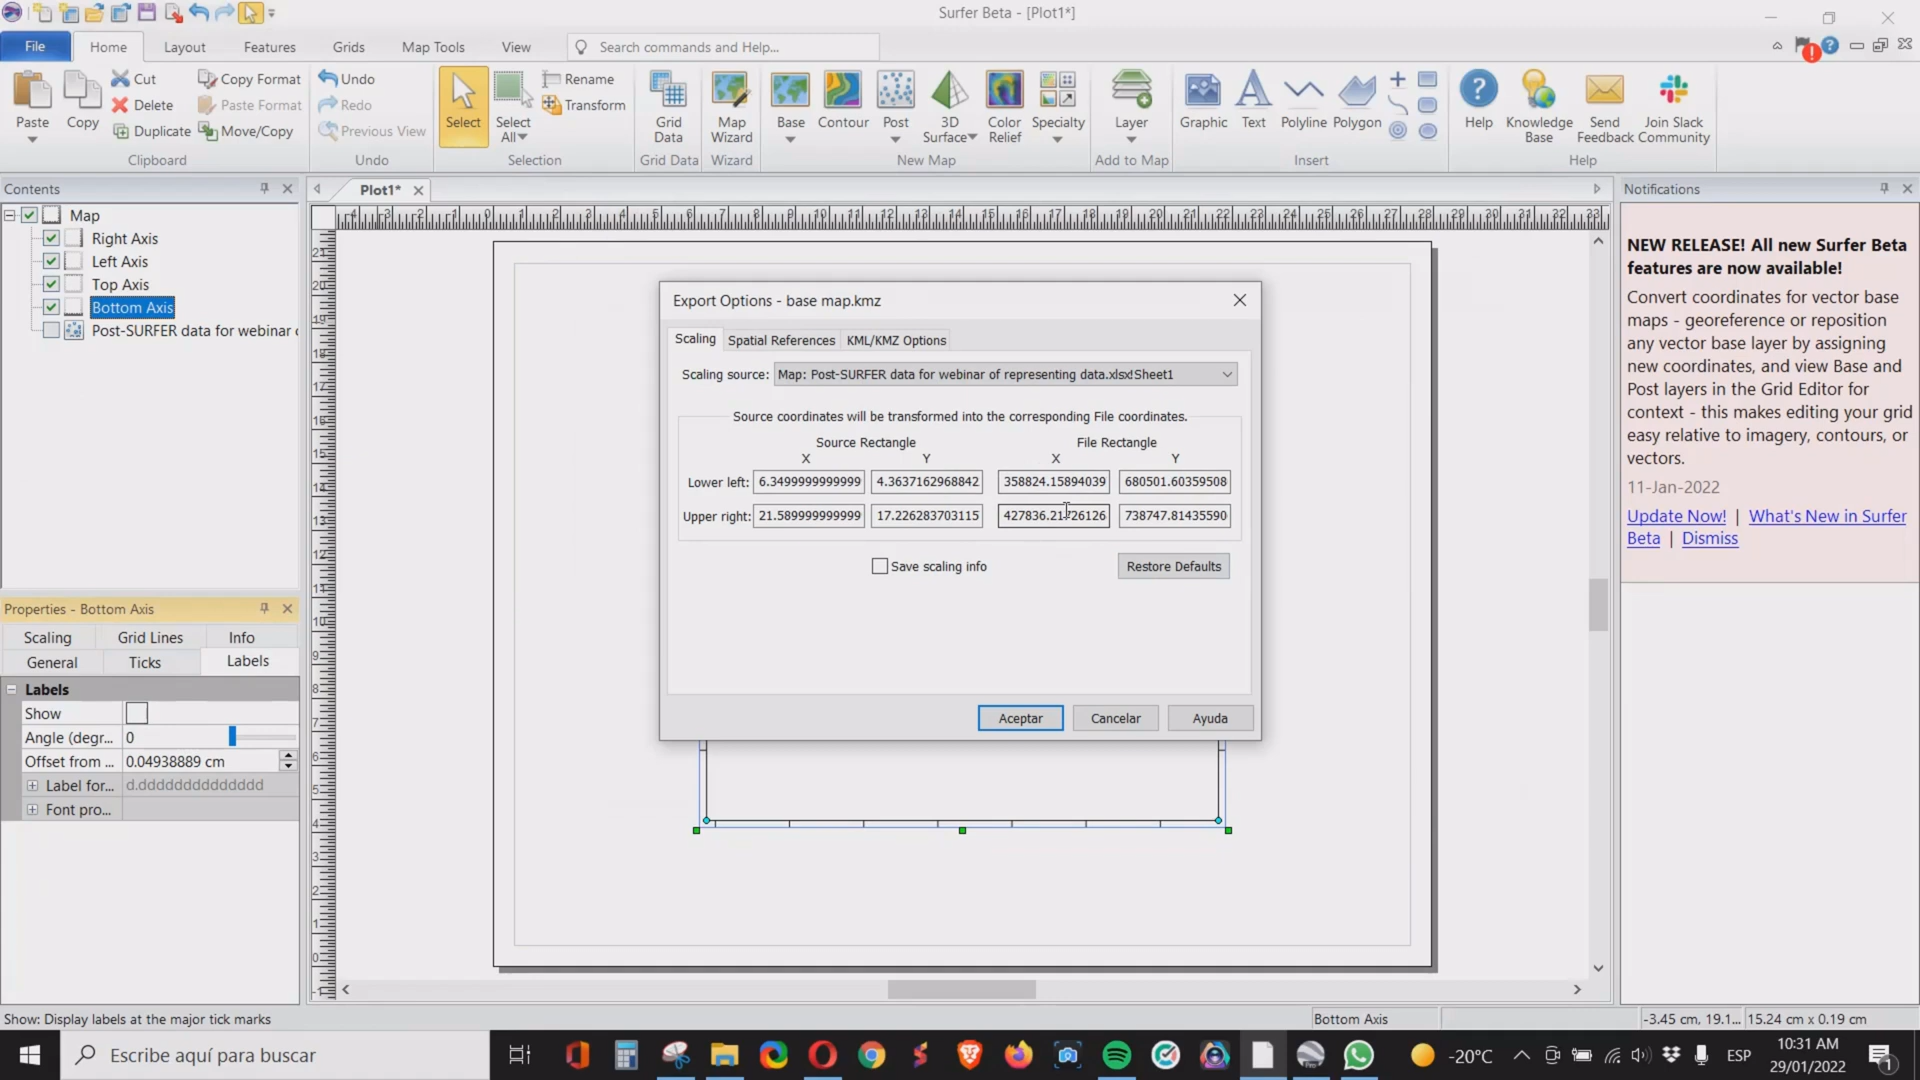 Surfer Beta - [Plot1*]
File Home Layout Features Grids Map Tools View Search commands and Help...
Paste
Copy
Cut
Delete
Duplicate
Copy Format
Paste Format
Move/Copy
Clipboard
Undo
Redo
Previous View
Undo
Select
Select All
Rename
Transform
Selection
Grid Data
Grid Data
Map Wizard
Wizard
Base
Contour
Post
3D Surface
Color Relief
Specialty
New Map
Layer
Add to Map
Graphic
Text
Polyline
Polygon
Insert
Help
Knowledge Base
Send Feedback
Join Slack Community
Help
Contents
Map
Right Axis
Left Axis
Top Axis
Bottom Axis
Post-SURFER data for webinar
Plot1*
Properties - Bottom Axis
Scaling Grid Lines Info
General Ticks Labels
Labels
Show
Angle (degr... 0
Offset from ... 0.04938889 cm
Label for... d.dddddddddddddd
Font pro...
Export Options - base map.kmz
Scaling Spatial References KML/KMZ Options
Scaling source: Map: Post-SURFER data for webinar of representing data.xlsx!Sheet1
Source coordinates will be transformed into the corresponding File coordinates.
Source Rectangle File Rectangle
X Y X Y
Lower left: 6.3499999999999 4.3637162968842 358824.15894039 680501.60359508
Upper right: 21.589999999999 17.226283703115 738747.81435590
Save scaling info Restore Defaults
Aceptar Cancelar Ayuda
Notifications
NEW RELEASE! All new Surfer Beta
features are now available!
Convert coordinates for vector base
maps - georeference or reposition
any vector base layer by assigning
new coordinates, and view Base and
Post layers in the Grid Editor for
context - this makes editing your grid
easy relative to imagery, contours, or
vectors.
11-Jan-2022
Update Now! | What's New in Surfer
Beta | Dismiss
Show: Display labels at the major tick marks
Bottom Axis
-3.45 cm, 19.1... 15.24 cm x 0.19 cm
Escribe aquí para buscar
-20°C
ESP
10:31 AM
29/01/2022
1